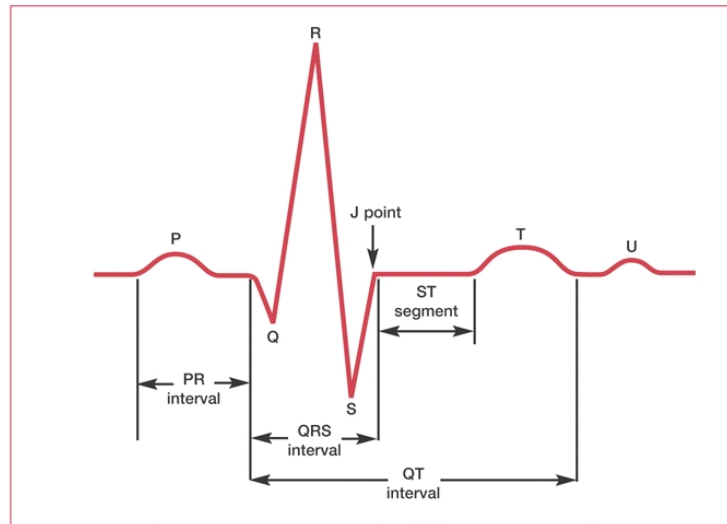 R
J point
P
T
U
ST
segment
Q
PR
interval
S
QRS
interval
QT
interval